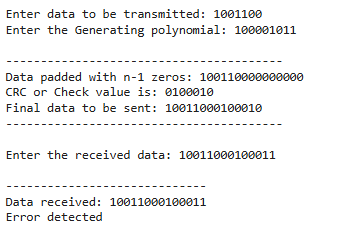 Enter data to be transmitted: 1001100
Enter the Generating polynomial: 100001011
----------------------------------------
Data padded with n-1 zeros: 100110000000000
CRC or Check value is: 0100010
Final data to be sent: 10011000100010
----------------------------------------
Enter the received data: 10011000100011
-----------------------------
Data received: 10011000100011
Error detected